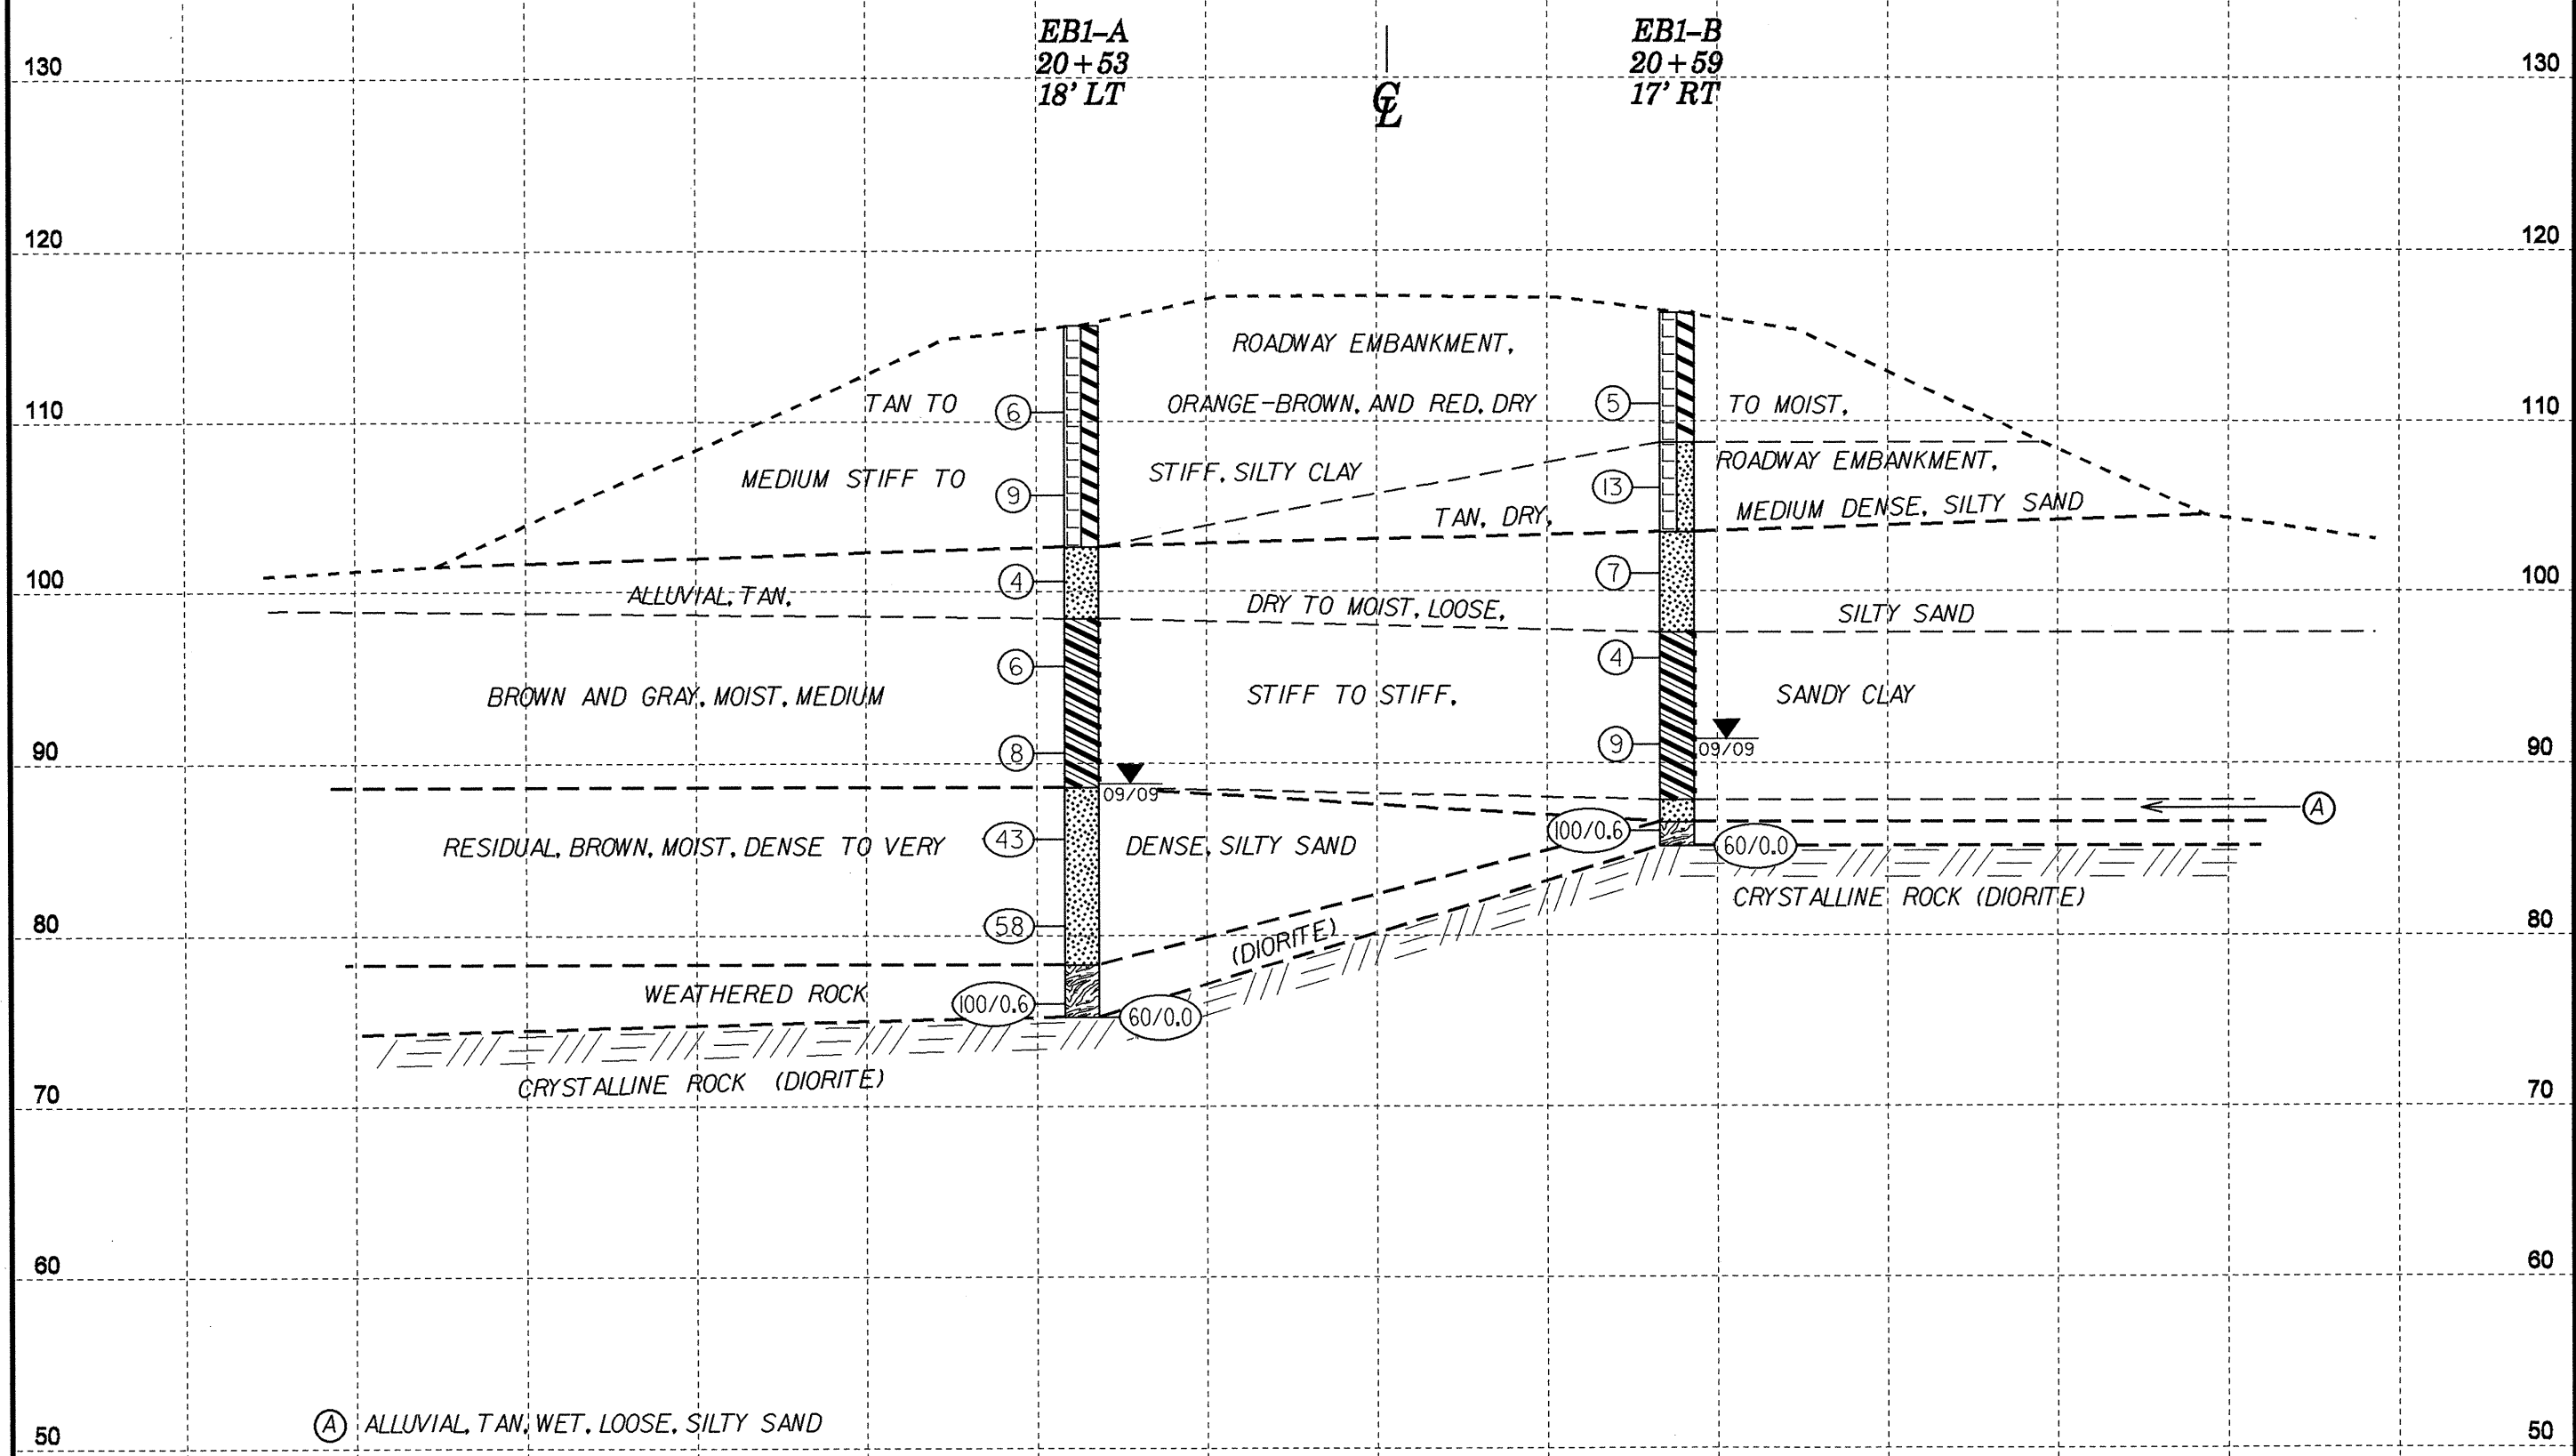 EB1-A
20+53
18' LT
EB1-B
20+59
17' RT
CL
130 130
120 120
ROADWAY EMBANKMENT,
110 TAN TO 6 ORANGE-BROWN, AND RED, DRY 5 TO MOIST, 110
ROADWAY EMBANKMENT,
MEDIUM STIFF TO 9 STIFF, SILTY CLAY 13
TAN, DRY, MEDIUM DENSE, SILTY SAND
100 4 7 100
ALLUVIAL, TAN, DRY TO MOIST, LOOSE, SILTY SAND
6 4
BROWN AND GRAY, MOIST, MEDIUM STIFF TO STIFF, SANDY CLAY
90 8 9 09/09 90
09/09
A
RESIDUAL, BROWN, MOIST, DENSE TO VERY 43 DENSE, SILTY SAND 100/0.6 60/0.0
CRYSTALLINE ROCK (DIORITE)
80 58 80
(DIORITE)
WEATHERED ROCK 100/0.6 60/0.0
CRYSTALLINE ROCK (DIORITE)
70 70
60 60
A ALLUVIAL, TAN, WET, LOOSE, SILTY SAND
50 50